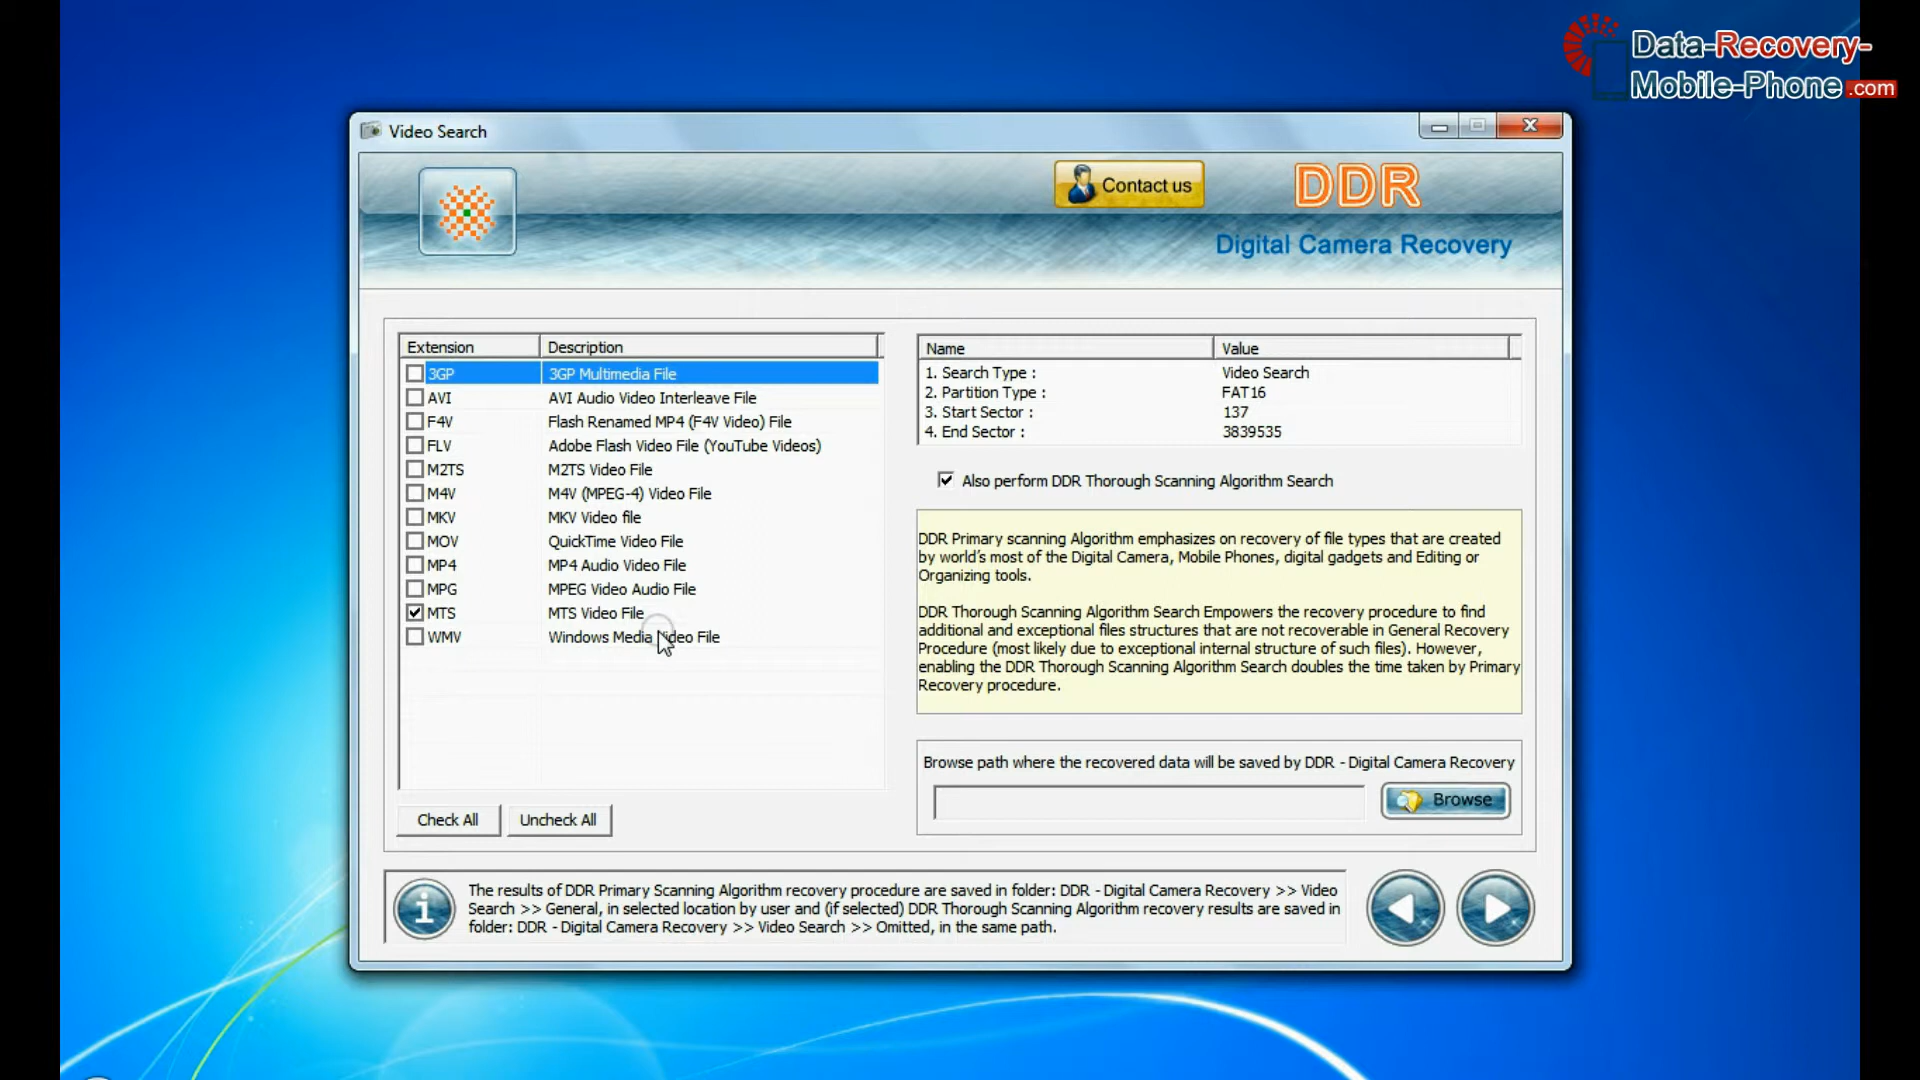 Data-Recovery-
Mobile-Phone.com
Video Search
Contact us
DDR
Digital Camera Recovery
Extension Description
3GP 3GP Multimedia File
AVI AVI Audio Video Interleave File
F4V Flash Renamed MP4 (F4V Video) File
FLV Adobe Flash Video File (YouTube Videos)
M2TS M2TS Video File
M4V M4V (MPEG-4) Video File
MKV MKV Video file
MOV QuickTime Video File
MP4 MP4 Audio Video File
MPG MPEG Video Audio File
MTS MTS Video File
WMV Windows Media Video File
Check All Uncheck All
Name Value
1. Search Type : Video Search
2. Partition Type : FAT16
3. Start Sector : 137
4. End Sector : 3839535
Also perform DDR Thorough Scanning Algorithm Search
DDR Primary scanning Algorithm emphasizes on recovery of file types that are created
by world's most of the Digital Camera, Mobile Phones, digital gadgets and Editing or
Organizing tools.
DDR Thorough Scanning Algorithm Search Empowers the recovery procedure to find
additional and exceptional files structures that are not recoverable in General Recovery
Procedure (most likely due to exceptional internal structure of such files). However,
enabling the DDR Thorough Scanning Algorithm Search doubles the time taken by Primary
Recovery procedure.
Browse path where the recovered data will be saved by DDR - Digital Camera Recovery
Browse
The results of DDR Primary Scanning Algorithm recovery procedure are saved in folder: DDR - Digital Camera Recovery >> Video
Search >> General, in selected location by user and (if selected) DDR Thorough Scanning Algorithm recovery results are saved in
folder: DDR - Digital Camera Recovery >> Video Search >> Omitted, in the same path.